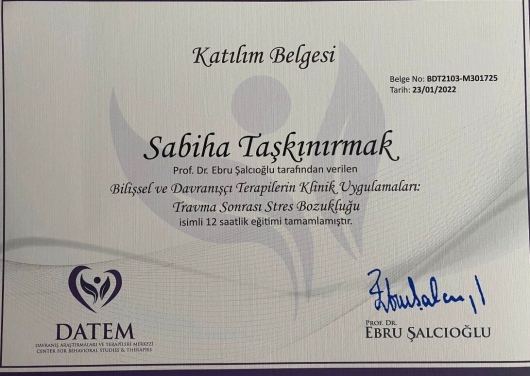 Katılım Belgesi
Belge No: BDT2103-M301725
Tarih: 23/01/2022
Sabiha Taşkınırmak
Prof. Dr. Ebru Şalcıoğlu tarafından verilen
Bilişsel ve Davranışçı Terapilerin Klinik Uygulamaları:
Travma Sonrası Stres Bozukluğu
isimli 12 saatlik eğitimi tamamlamıştır.
DATEM
DAVRANIŞ ARAŞTIRMALARI VE TERAPİLERİ MERKEZİ
CENTER FOR BEHAVIORAL STUDIES & THERAPIES
PROF. DR.
EBRU ŞALCIOĞLU